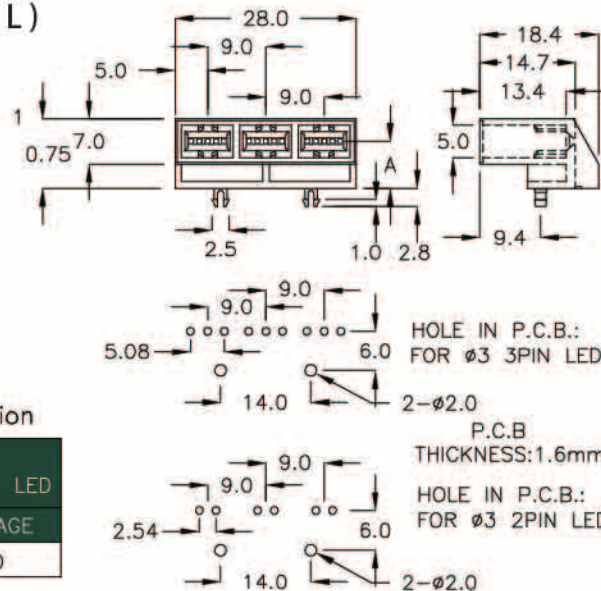 L)
28.0
18.4
9.0
14.7
5.0
13.4
9.0
1
7.0
0.75
5.0
A
2.5
1.0
2.8
9.4
9.0
9.0
HOLE IN P.C.B.:
5.08
6.0
FOR ø3 3PIN LED
14.0
2-ø2.0
P.C.B
THICKNESS:1.6mm
9.0
9.0
HOLE IN P.C.B.:
2.54
6.0
FOR ø3 2PIN LED
14.0
2-ø2.0
LED